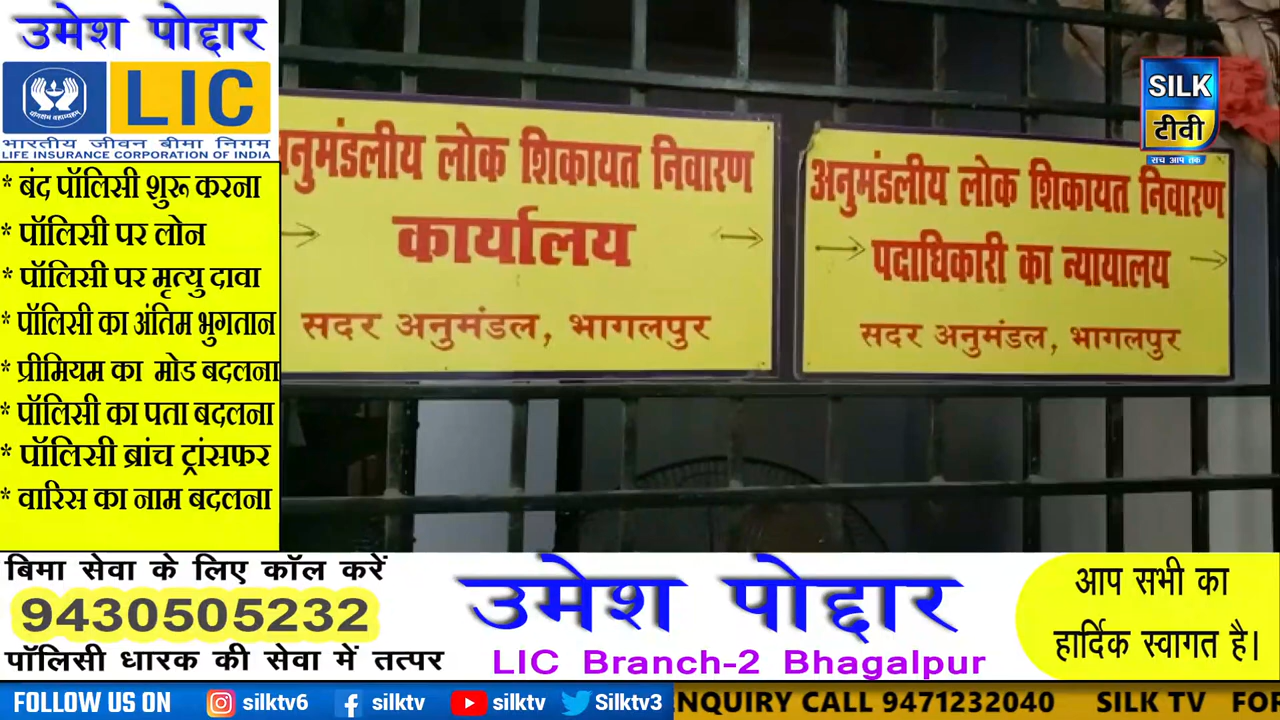 उमेश पोद्दार
LIC
भारतीय जीवन बीमा निगम
LIFE INSURANCE CORPORATION OF INDIA
* बंद पॉलिसी शुरू करना
* पॉलिसी पर लोन
* पॉलिसी पर मृत्यु दावा
* पॉलिसी का अंतिम भुगतान
* प्रीमियम का मोड बदलना
* पॉलिसी का पता बदलना
* पॉलिसी ब्रांच ट्रांसफर
* वारिस का नाम बदलना
नुमंडलीय लोक शिकायत निवारण
कार्यालय
सदर अनुमंडल, भागलपुर
अनुमंडलीय लोक शिकायत निवारण
पदाधिकारी का न्यायालय
सदर अनुमंडल, भागलपुर
SILK
टीवी
सच आप तक
बिमा सेवा के लिए कॉल करें
9430505232
पॉलिसी धारक की सेवा में तत्पर
उमेश पोद्दार
LIC Branch-2 Bhagalpur
आप सभी का
हार्दिक स्वागत है।
FOLLOW US ON silktv6 silktv silktv Silktv3 NQUIRY CALL 9471232040 SILK TV FOR